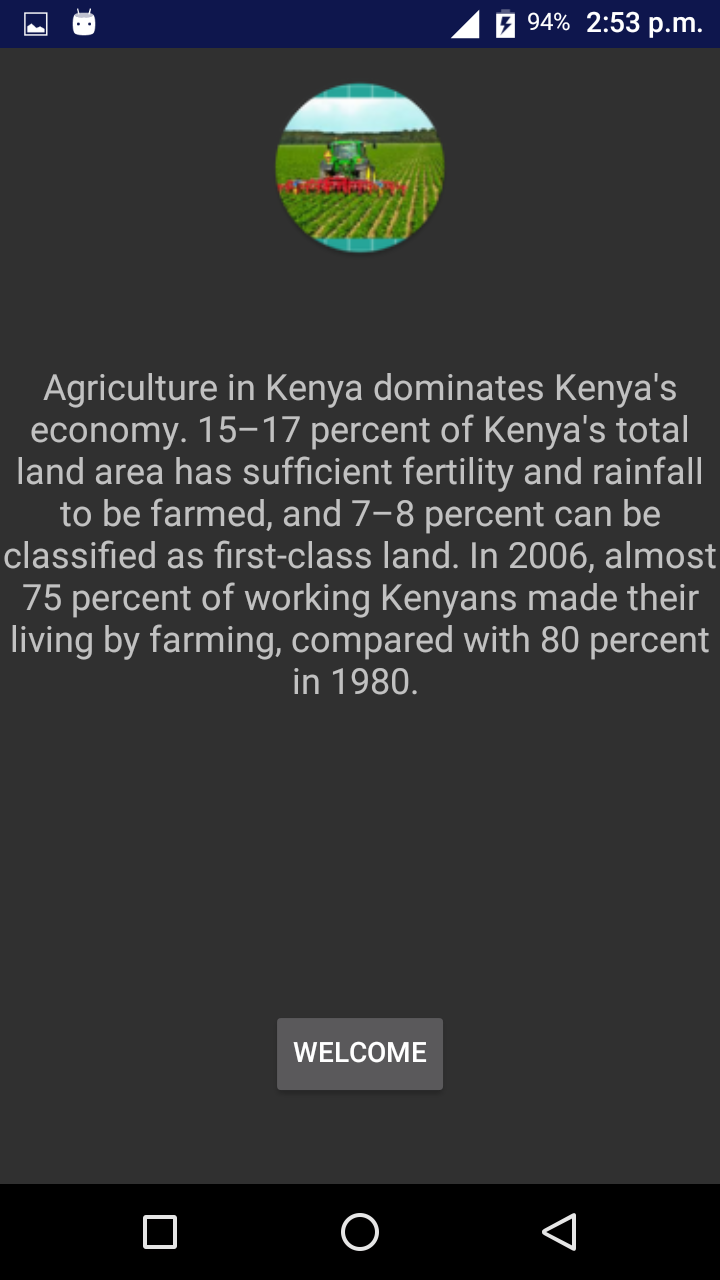 94% 2:53 p.m.
Agriculture in Kenya dominates Kenya's
economy. 15–17 percent of Kenya's total
land area has sufficient fertility and rainfall
to be farmed, and 7–8 percent can be
classified as first-class land. In 2006, almost
75 percent of working Kenyans made their
living by farming, compared with 80 percent
in 1980.
WELCOME